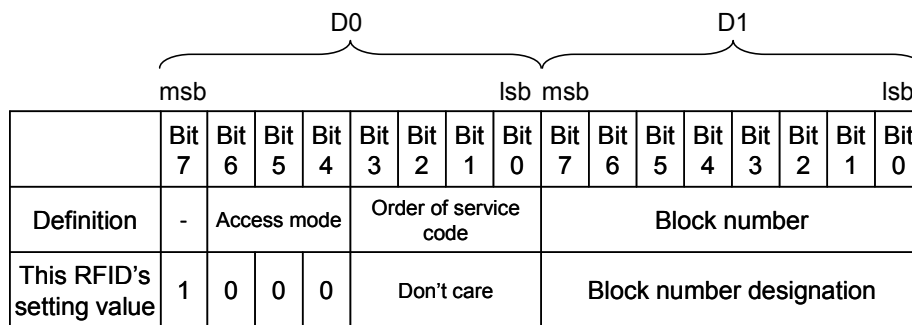 D0 D1
msb lsb msb lsb
Bit 7 Bit 6 Bit 5 Bit 4 Bit 3 Bit 2 Bit 1 Bit 0 Bit 7 Bit 6 Bit 5 Bit 4 Bit 3 Bit 2 Bit 1 Bit 0
Definition - Access mode Order of service code Block number
This RFID's setting value 1 0 0 0 Don't care Block number designation